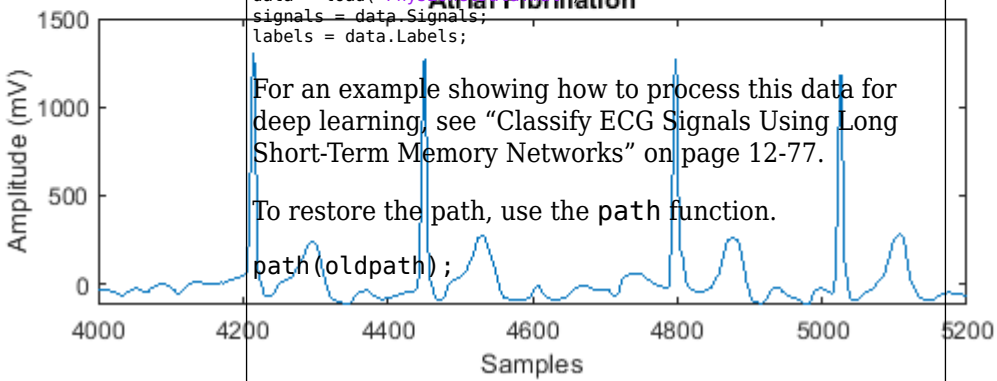 Atrial Fibrillation
signals = data.Signals;
labels = data.Labels;
For an example showing how to process this data for
deep learning, see “Classify ECG Signals Using Long
Short-Term Memory Networks” on page 12-77.
To restore the path, use the path function.
path(oldpath);
Amplitude (mV)
1500
1000
500
0
4000 4200 4400 4600 4800 5000 5200
Samples